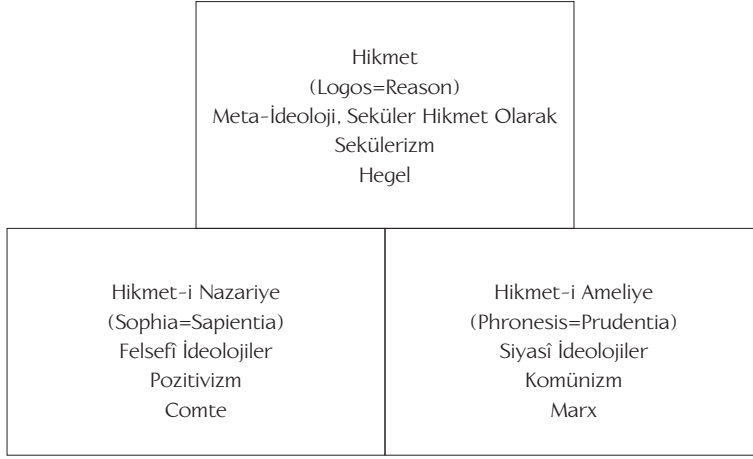 Hikmet
(Logos=Reason)
Meta-İdeoloji, Seküler Hikmet Olarak
Sekülerizm
Hegel
Hikmet-i Nazariye
(Sophia=Sapientia)
Felsefî İdeolojiler
Pozitivizm
Comte
Hikmet-i Ameliye
(Phronesis=Prudentia)
Siyasî İdeolojiler
Komünizm
Marx